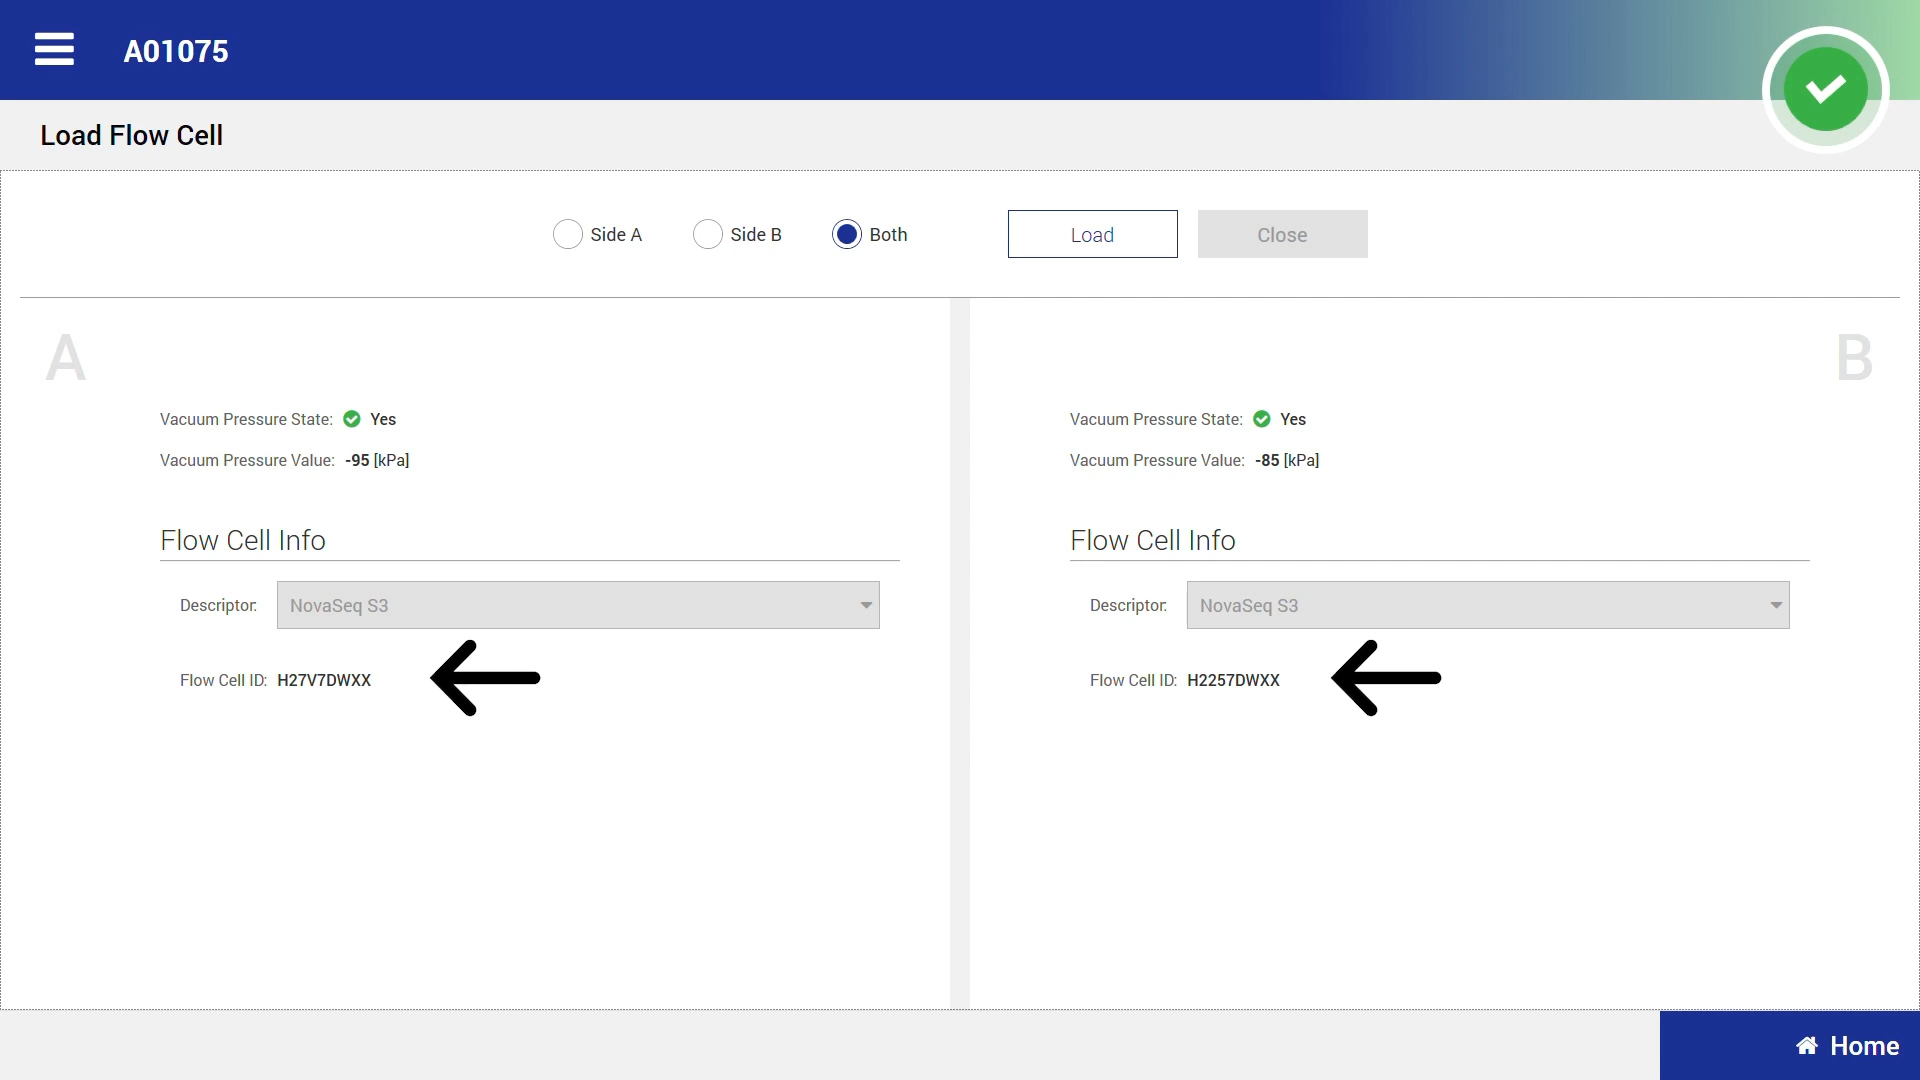 A01075
Load Flow Cell
Side A Side B Both Load Close
A
Vacuum Pressure State: Yes
Vacuum Pressure Value: -95 [kPa]
Flow Cell Info
Descriptor: NovaSeq S3
Flow Cell ID: H27V7DWXX
B
Vacuum Pressure State: Yes
Vacuum Pressure Value: -85 [kPa]
Flow Cell Info
Descriptor: NovaSeq S3
Flow Cell ID: H2257DWXX
Home